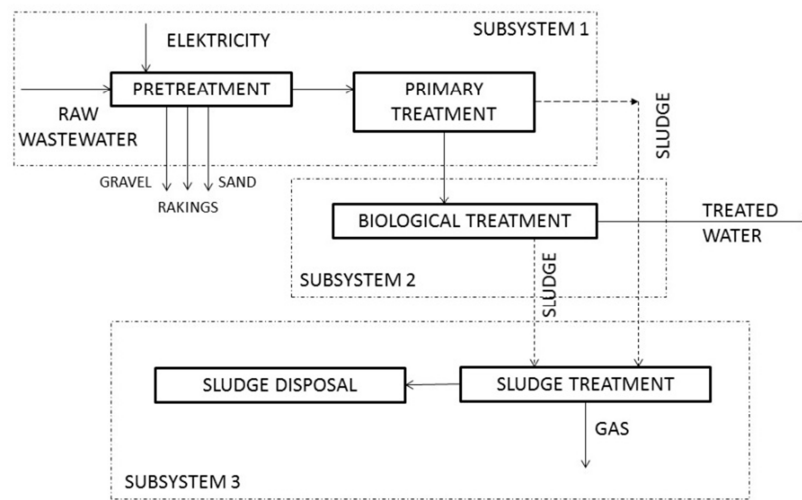 SUBSYSTEM 1
ELEKTRICITY
PRETREATMENT
PRIMARY
TREATMENT
RAW
WASTEWATER
SLUDGE
GRAVEL
SAND
RAKINGS
BIOLOGICAL TREATMENT
TREATED
WATER
SUBSYSTEM 2
SLUDGE
SLUDGE DISPOSAL
SLUDGE TREATMENT
GAS
SUBSYSTEM 3